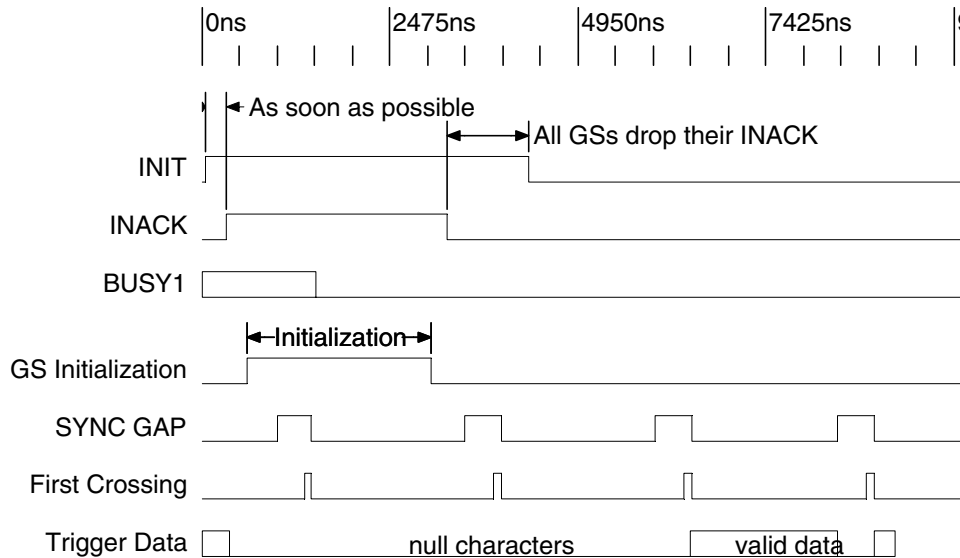 0ns 2475ns 4950ns 7425ns
As soon as possible
All GSs drop their INACK
INIT
INACK
BUSY1
Initialization
GS Initialization
SYNC GAP
First Crossing
Trigger Data null characters valid data